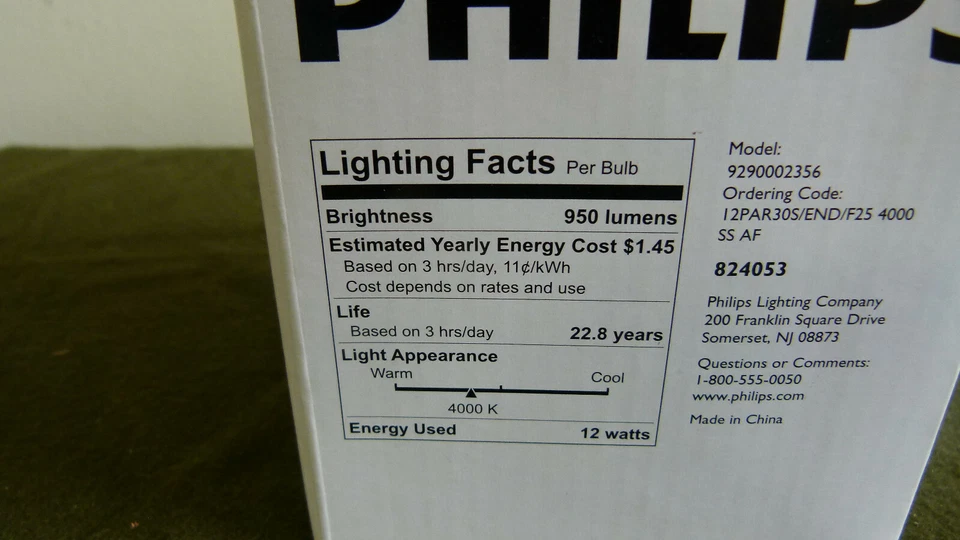 PHILIPS
Lighting Facts Per Bulb
Brightness 950 lumens
Estimated Yearly Energy Cost $1.45
Based on 3 hrs/day, 11¢/kWh
Cost depends on rates and use
Life
Based on 3 hrs/day 22.8 years
Light Appearance
Warm Cool
4000 K
Energy Used 12 watts
Model:
9290002356
Ordering Code:
12PAR30S/END/F25 4000
SS AF
824053
Philips Lighting Company
200 Franklin Square Drive
Somerset, NJ 08873
Questions or Comments:
1-800-555-0050
www.philips.com
Made in China